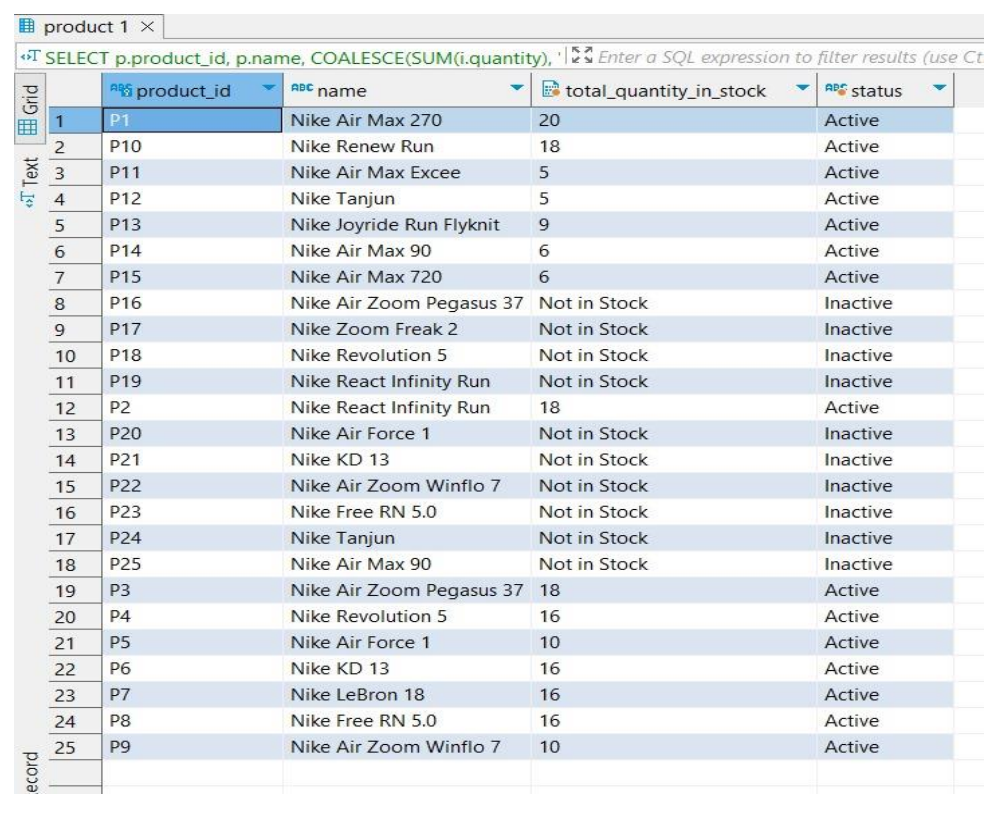 product 1 ×
SELECT p.product_id, p.name, COALESCE(SUM(i.quantity), ' Enter a SQL expression to filter results (use Ct
Grid
Text
ecord
ABC product_id ABC name total_quantity_in_stock ABC status
1 P1 Nike Air Max 270 20 Active
2 P10 Nike Renew Run 18 Active
3 P11 Nike Air Max Excee 5 Active
4 P12 Nike Tanjun 5 Active
5 P13 Nike Joyride Run Flyknit 9 Active
6 P14 Nike Air Max 90 6 Active
7 P15 Nike Air Max 720 6 Active
8 P16 Nike Air Zoom Pegasus 37 Not in Stock Inactive
9 P17 Nike Zoom Freak 2 Not in Stock Inactive
10 P18 Nike Revolution 5 Not in Stock Inactive
11 P19 Nike React Infinity Run Not in Stock Inactive
12 P2 Nike React Infinity Run 18 Active
13 P20 Nike Air Force 1 Not in Stock Inactive
14 P21 Nike KD 13 Not in Stock Inactive
15 P22 Nike Air Zoom Winflo 7 Not in Stock Inactive
16 P23 Nike Free RN 5.0 Not in Stock Inactive
17 P24 Nike Tanjun Not in Stock Inactive
18 P25 Nike Air Max 90 Not in Stock Inactive
19 P3 Nike Air Zoom Pegasus 37 18 Active
20 P4 Nike Revolution 5 16 Active
21 P5 Nike Air Force 1 10 Active
22 P6 Nike KD 13 16 Active
23 P7 Nike LeBron 18 16 Active
24 P8 Nike Free RN 5.0 16 Active
25 P9 Nike Air Zoom Winflo 7 10 Active